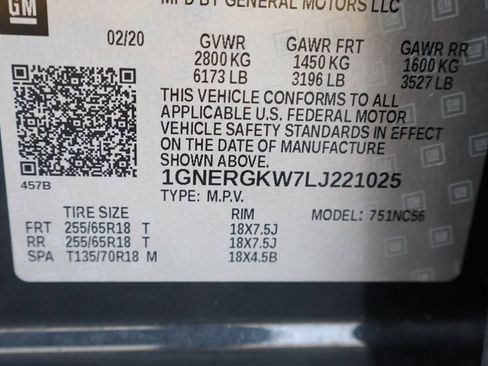 GM
MFD BY GENERAL MOTORS LLC
02/20 GVWR GAWR FRT GAWR RR
2800 KG 1450 KG 1600 KG
6173 LB 3196 LB 3527 LB
THIS VEHICLE CONFORMS TO ALL
APPLICABLE U.S. FEDERAL MOTOR
VEHICLE SAFETY STANDARDS IN EFFECT
ON THE DATE OF MANUFACTURE
SHOWN ABOVE.
457B
1GNERGKW7LJ221025
TYPE: M.P.V.
TIRE SIZE RIM MODEL: 751NC56
FRT 255/65R18 T 18X7.5J
RR 255/65R18 T 18X7.5J
SPA T135/70R18 M 18X4.5B